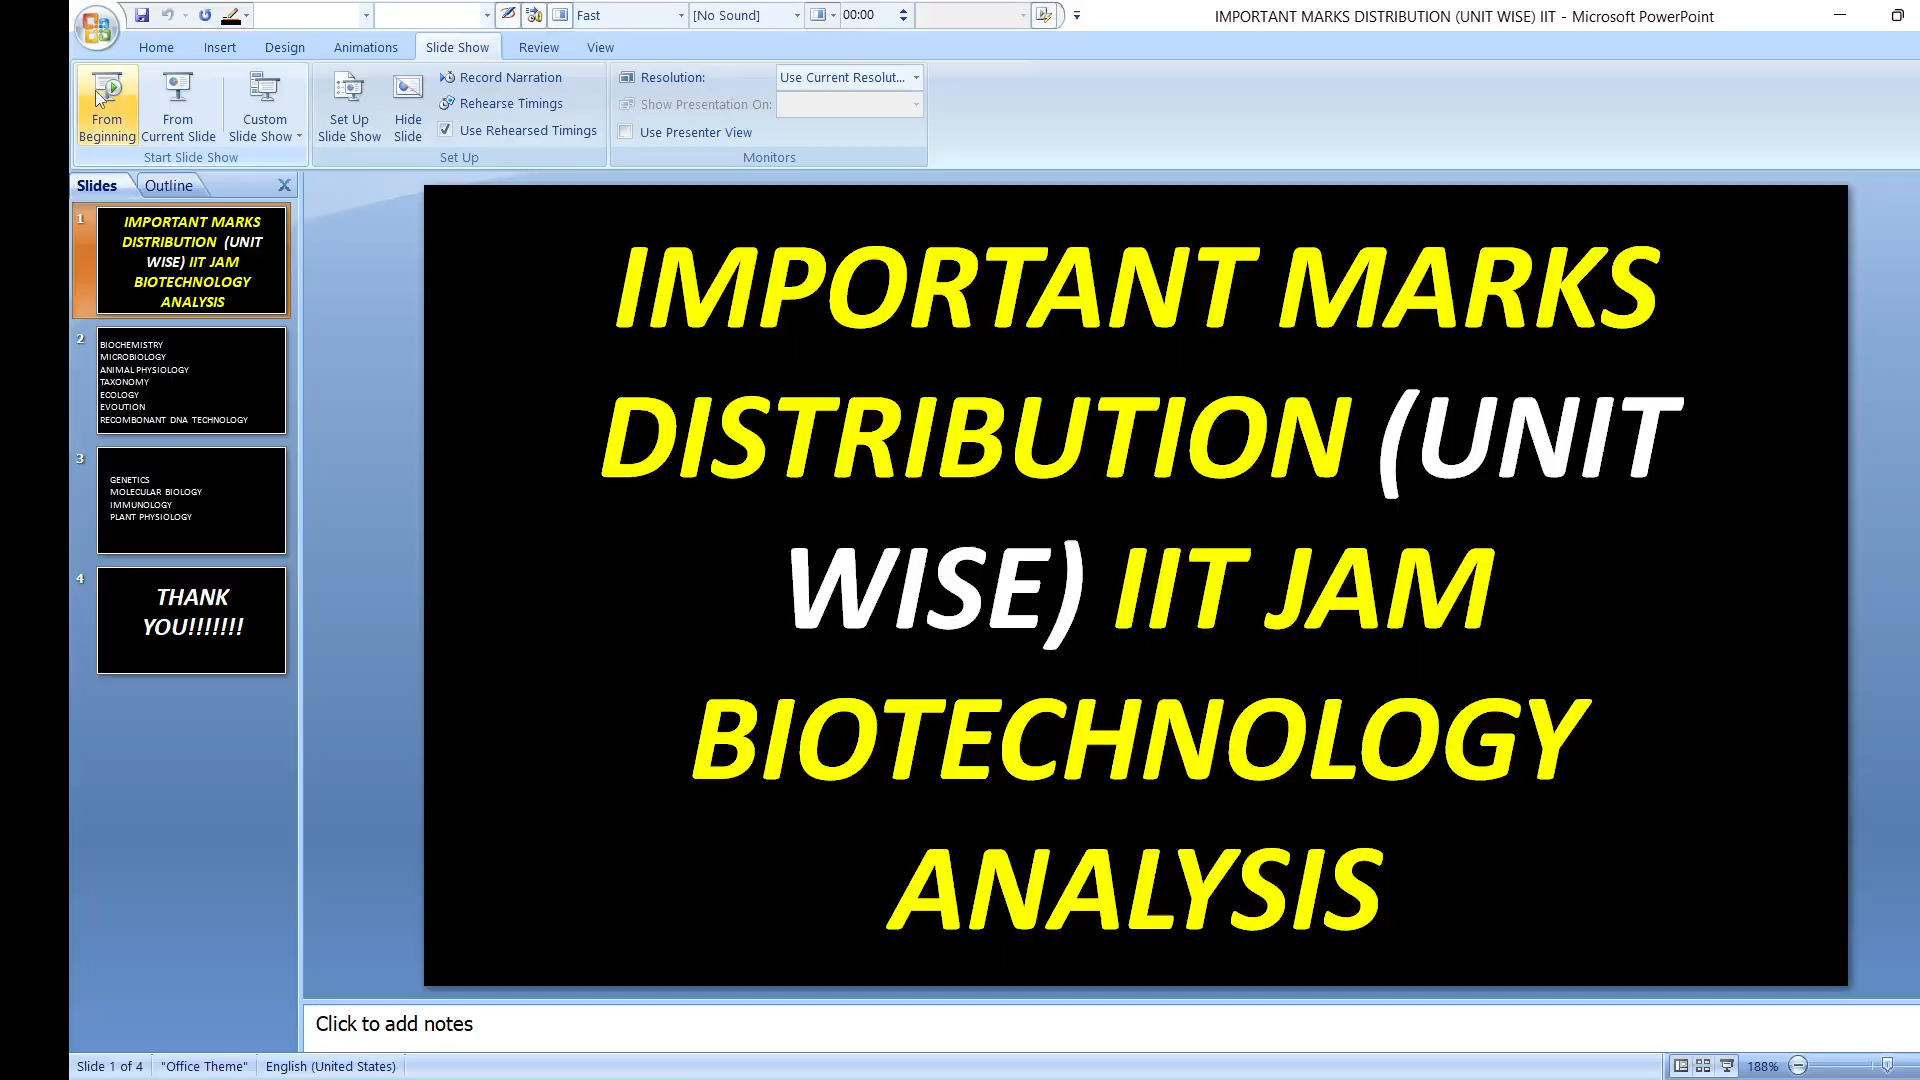 Fast
[No Sound]
00:00
IMPORTANT MARKS DISTRIBUTION (UNIT WISE) IIT - Microsoft PowerPoint
Home
Insert
Design
Animations
Slide Show
Review
View
From Beginning
From Current Slide
Custom Slide Show
Start Slide Show
Set Up Slide Show
Hide Slide
Record Narration
Rehearse Timings
Use Rehearsed Timings
Set Up
Resolution:
Use Current Resolut...
Show Presentation On:
Use Presenter View
Monitors
Slides
Outline
1
IMPORTANT MARKS
DISTRIBUTION (UNIT
WISE) IIT JAM
BIOTECHNOLOGY
ANALYSIS
2
BIOCHEMISTRY
MICROBIOLOGY
ANIMAL PHYSIOLOGY
TAXONOMY
ECOLOGY
EVOUTION
RECOMBONANT DNA TECHNOLOGY
3
GENETICS
MOLECULAR BIOLOGY
IMMUNOLOGY
PLANT PHYSIOLOGY
4
THANK
YOU!!!!!!!
IMPORTANT MARKS
DISTRIBUTION (UNIT
WISE) IIT JAM
BIOTECHNOLOGY
ANALYSIS
Click to add notes
Slide 1 of 4
"Office Theme"
English (United States)
188%